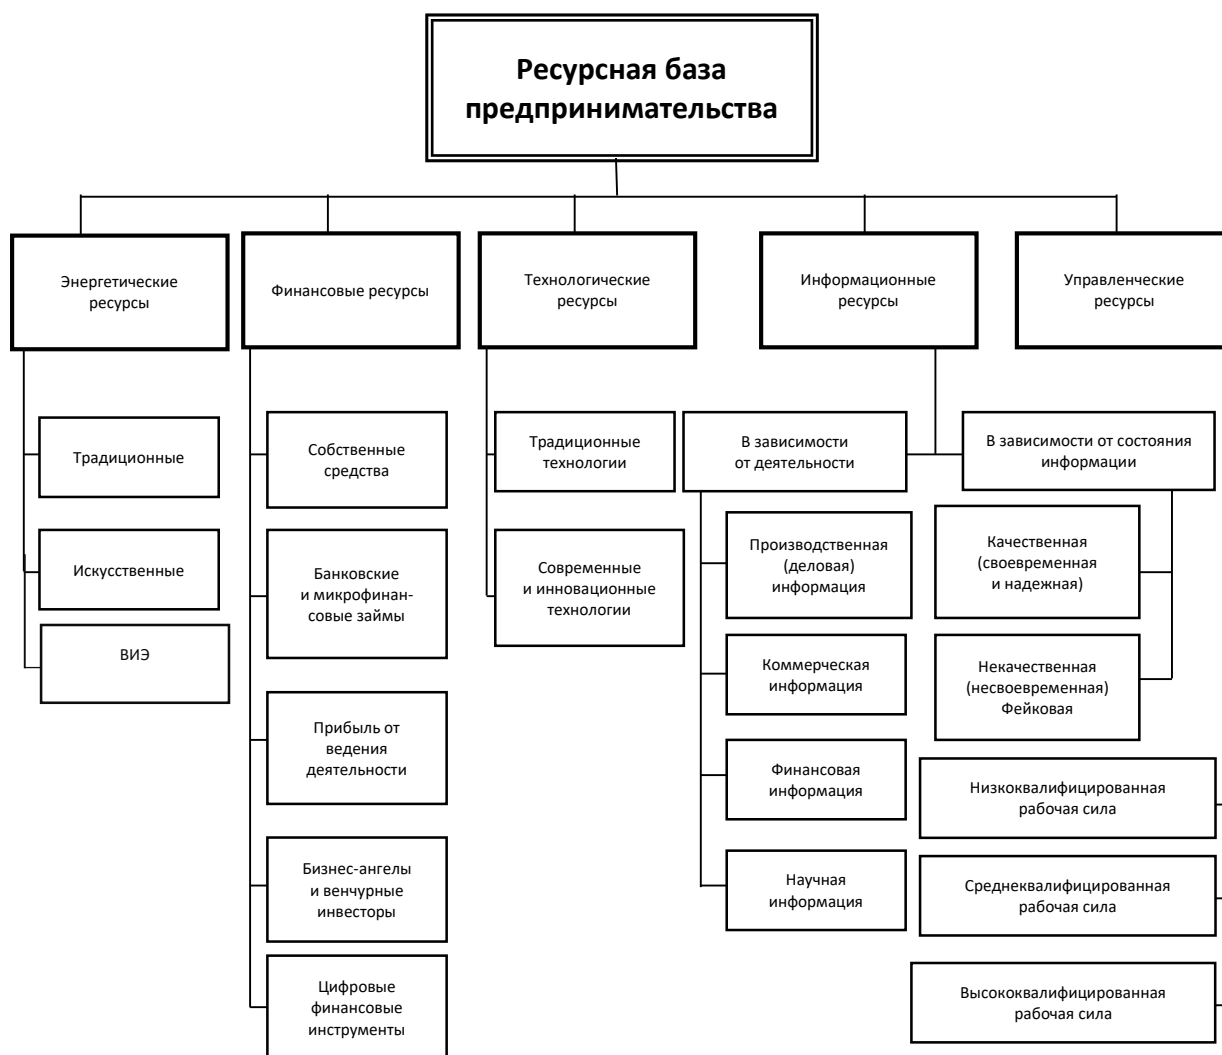 Ресурсная база
предпринимательства
Энергетические
ресурсы
Финансовые ресурсы
Технологические
ресурсы
Информационные
ресурсы
Управленческие
ресурсы
Традиционные
Искусственные
ВИЭ
Собственные
средства
Банковские
и микрофинан-
совые займы
Прибыль от
ведения
деятельности
Бизнес-ангелы
и венчурные
инвесторы
Цифровые
финансовые
инструменты
Традиционные
технологии
Современные
и инновационные
технологии
В зависимости
от деятельности
Производственная
(деловая)
информация
Коммерческая
информация
Финансовая
информация
Научная
информация
В зависимости от состояния
информации
Качественная
(своевременная
и надежная)
Некачественная
(несвоевременная)
Фейковая
Низкоквалифицированная
рабочая сила
Среднеквалифицированная
рабочая сила
Высококвалифицированная
рабочая сила